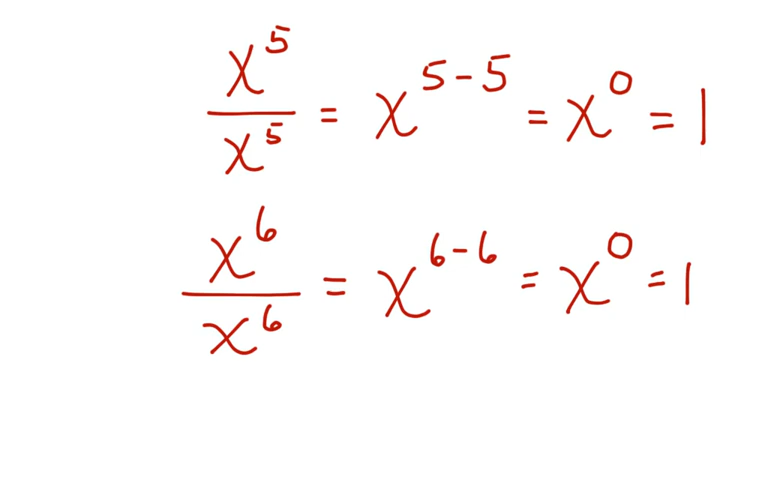 x^5/x^5 = x^{5-5} = x^0 = 1
x^6/x^6 = x^{6-6} = x^0 = 1